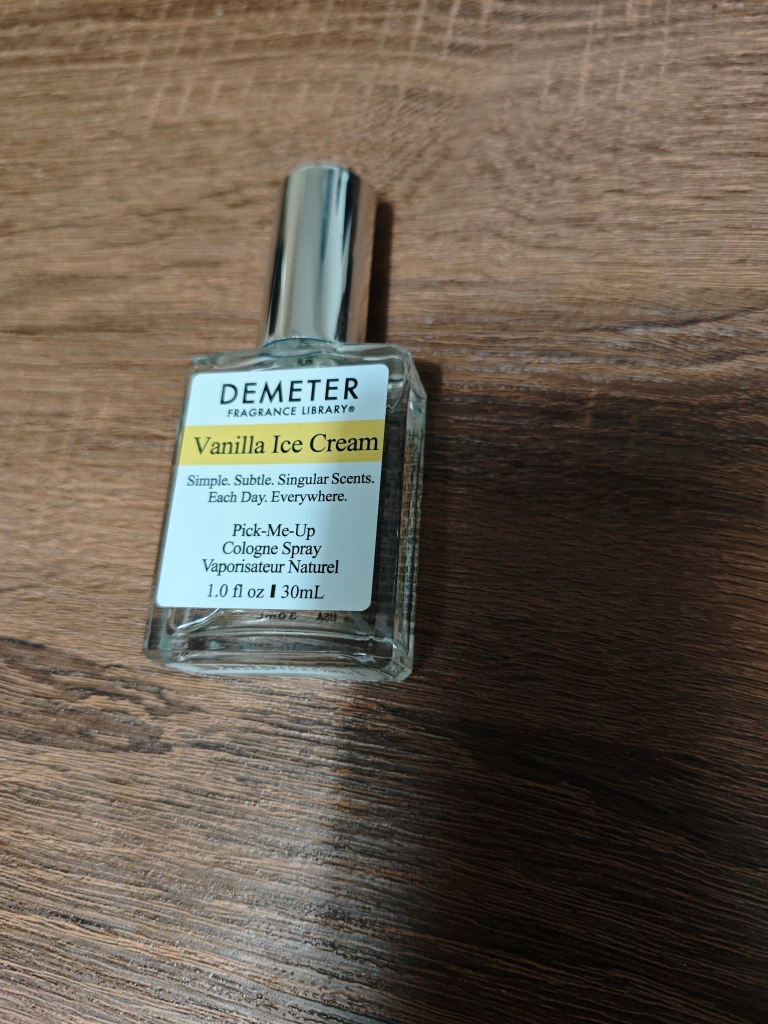 DEMETER
FRAGRANCE LIBRARY®
Vanilla Ice Cream
Simple. Subtle. Singular Scents.
Each Day. Everywhere.
Pick-Me-Up
Cologne Spray
Vaporisateur Naturel
1.0 fl oz ▮ 30mL